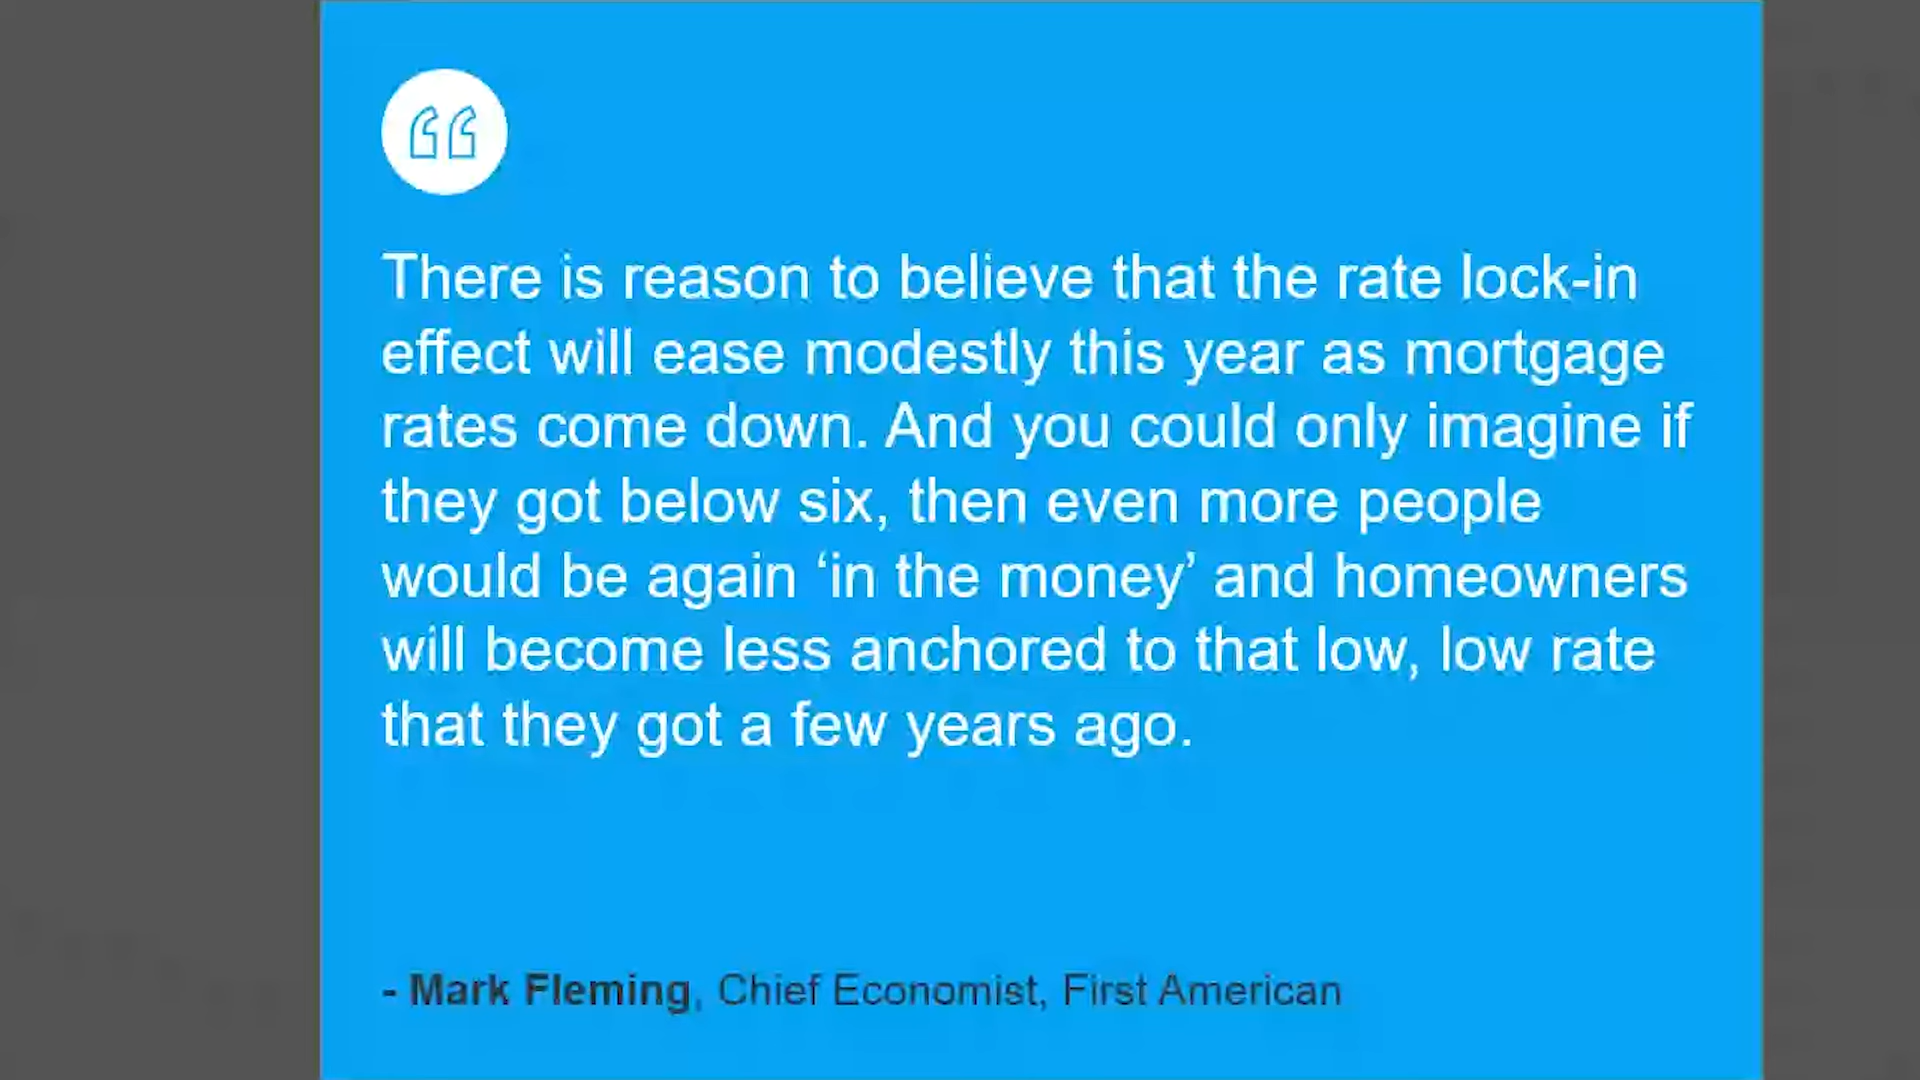 “
There is reason to believe that the rate lock-in
effect will ease modestly this year as mortgage
rates come down. And you could only imagine if
they got below six, then even more people
would be again ‘in the money’ and homeowners
will become less anchored to that low, low rate
that they got a few years ago.
- Mark Fleming, Chief Economist, First American